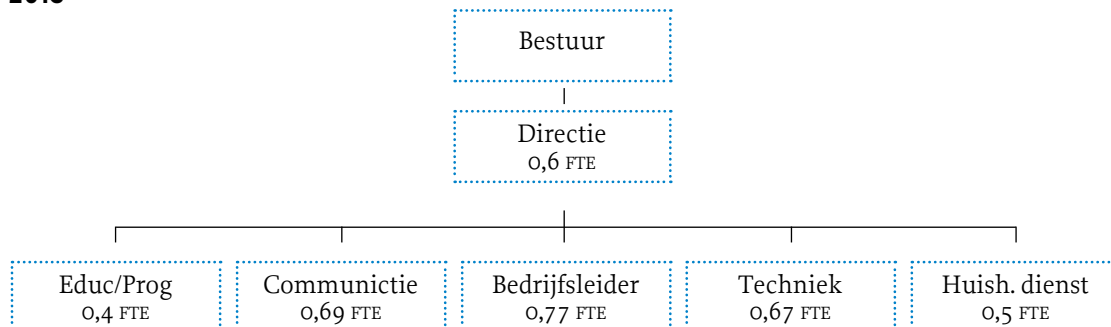 Bestuur
Directie
0,6 FTE
Educ/Prog
0,4 FTE
Communictie
0,69 FTE
Bedrijfsleider
0,77 FTE
Techniek
0,67 FTE
Huish. dienst
0,5 FTE